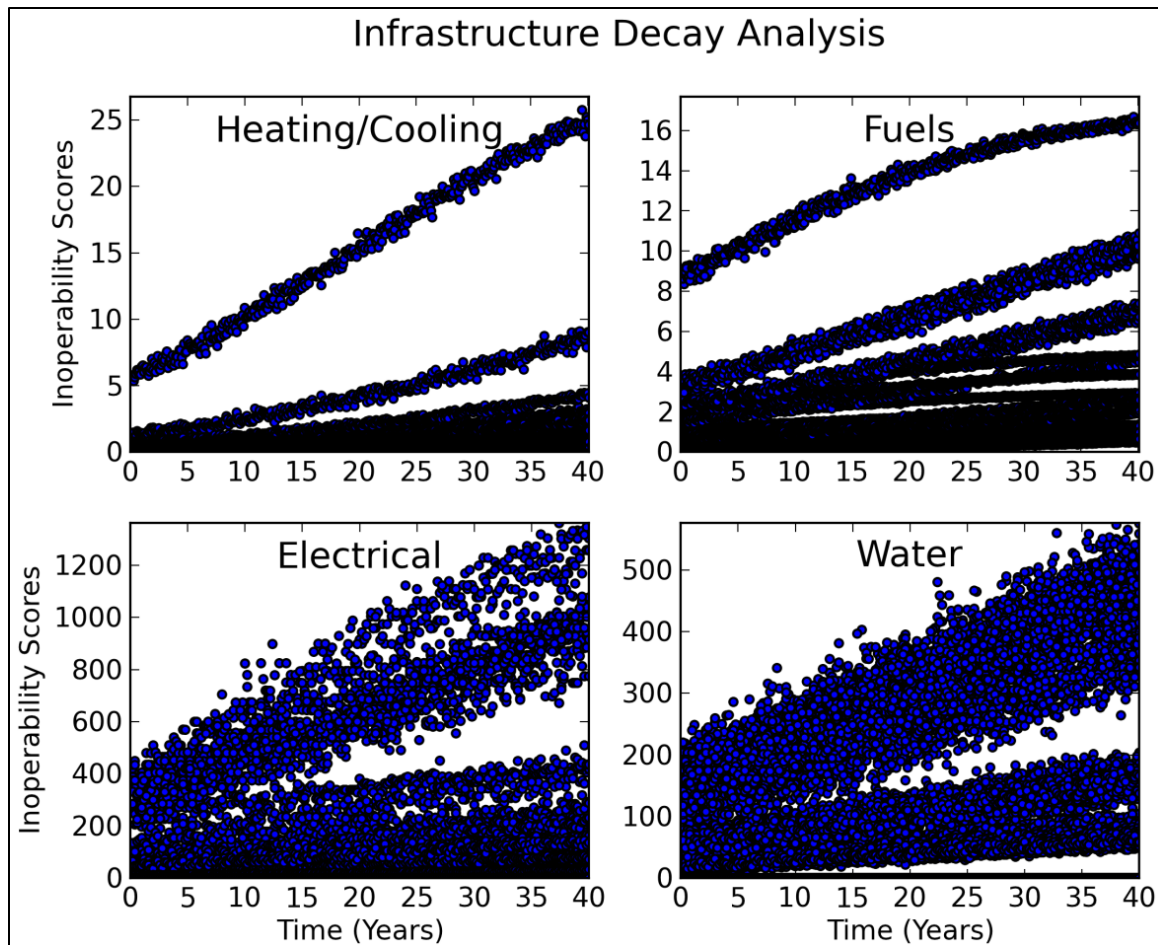 Infrastructure Decay Analysis
Heating/Cooling
Inoperability Scores
25
20
15
10
5
0
0 5 10 15 20 25 30 35 40
Fuels
16
14
12
10
8
6
4
2
0
0 5 10 15 20 25 30 35 40
Electrical
Inoperability Scores
1200
1000
800
600
400
200
0
0 5 10 15 20 25 30 35 40
Time (Years)
Water
500
400
300
200
100
0
0 5 10 15 20 25 30 35 40
Time (Years)